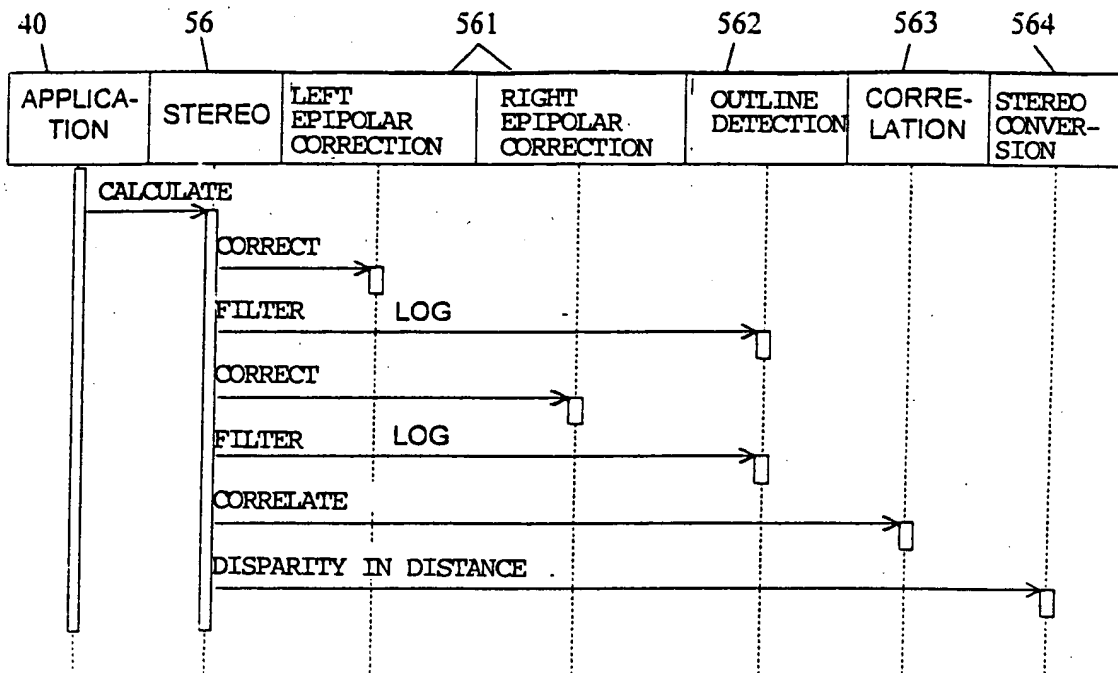 40 56 561 562 563 564
APPLICA-
TION
STEREO
LEFT
EPIPOLAR
CORRECTION
RIGHT
EPIPOLAR
CORRECTION
OUTLINE
DETECTION
CORRE-
LATION
STEREO
CONVER-
SION
CALCULATE
CORRECT
FILTER LOG
CORRECT
FILTER LOG
CORRELATE
DISPARITY IN DISTANCE